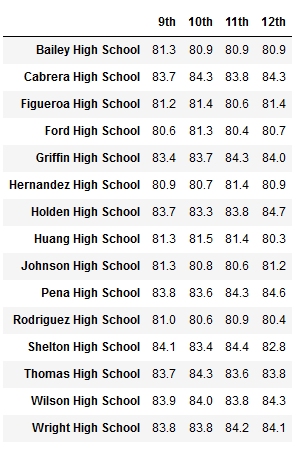 9th 10th 11th 12th
Bailey High School 81.3 80.9 80.9 80.9
Cabrera High School 83.7 84.3 83.8 84.3
Figueroa High School 81.2 81.4 80.6 81.4
Ford High School 80.6 81.3 80.4 80.7
Griffin High School 83.4 83.7 84.3 84.0
Hernandez High School 80.9 80.7 81.4 80.9
Holden High School 83.7 83.3 83.8 84.7
Huang High School 81.3 81.5 81.4 80.3
Johnson High School 81.3 80.8 80.6 81.2
Pena High School 83.8 83.6 84.3 84.6
Rodriguez High School 81.0 80.6 80.9 80.4
Shelton High School 84.1 83.4 84.4 82.8
Thomas High School 83.7 84.3 83.6 83.8
Wilson High School 83.9 84.0 83.8 84.3
Wright High School 83.8 83.8 84.2 84.1